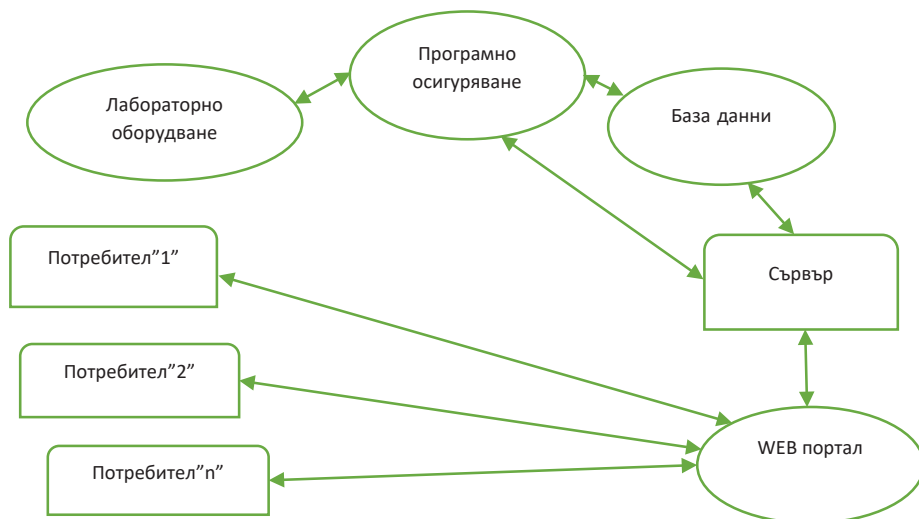 Програмно
осигуряване
Лабораторно
оборудване
База данни
Потребител”1”
Сървър
Потребител”2”
WEB портал
Потребител”n”